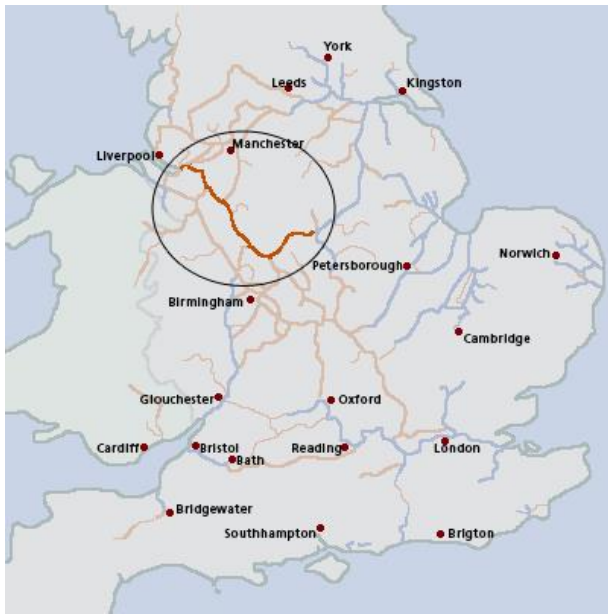 York
Leeds
Kingston
Manchester
Liverpool
Norwich
Petersborough
Birmingham
Cambridge
Glouchester
Oxford
Cardiff
Bristol
Reading
London
Bath
Bridgewater
Southhampton
Brigton